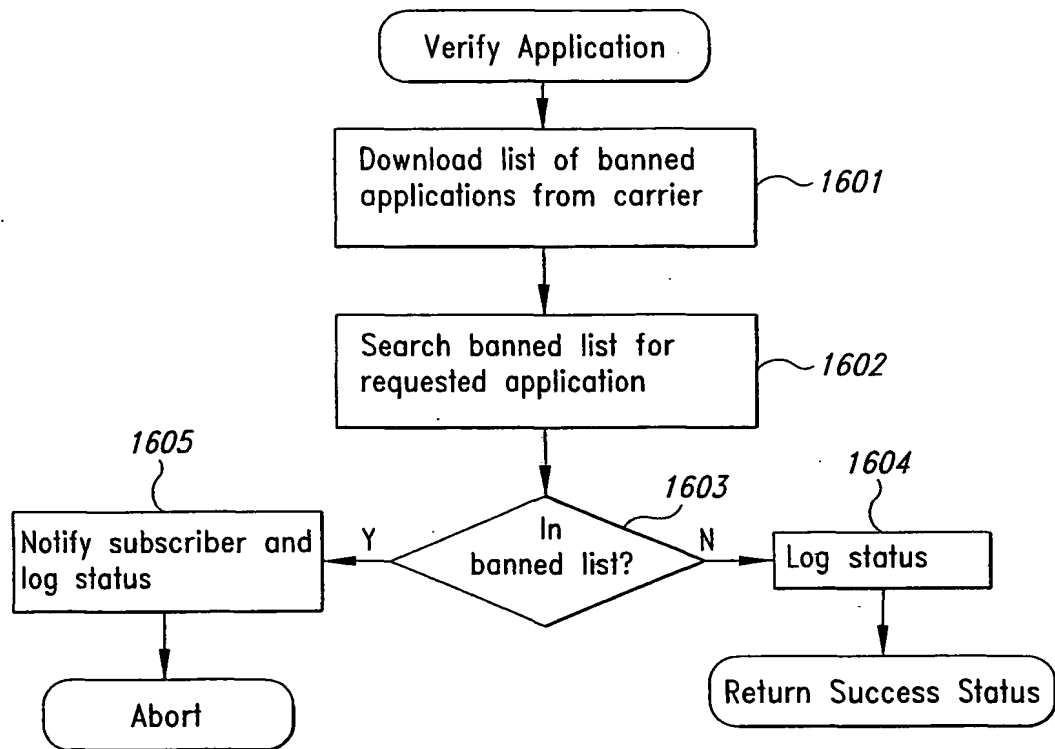 Verify Application
Download list of banned
applications from carrier
1601
Search banned list for
requested application
1602
1605
1604
1603
Notify subscriber and
log status
Y
In
banned list?
N
Log status
Abort
Return Success Status